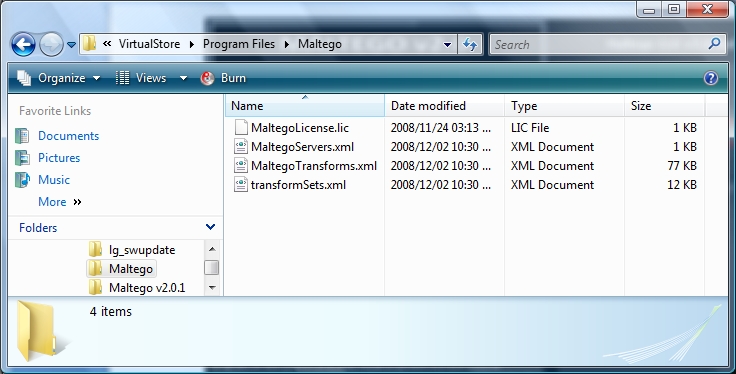 VirtualStore Program Files Maltego Search
Organize Views Burn
Favorite Links
Documents
Pictures
Music
More
Folders
lg_swupdate
Maltego
Maltego v2.0.1
Name Date modified Type Size
MaltegoLicense.lic 2008/11/24 03:13 ... LIC File 1 KB
MaltegoServers.xml 2008/12/02 10:30 ... XML Document 1 KB
MaltegoTransforms.xml 2008/12/02 10:30 ... XML Document 77 KB
transformSets.xml 2008/12/02 10:30 ... XML Document 12 KB
4 items